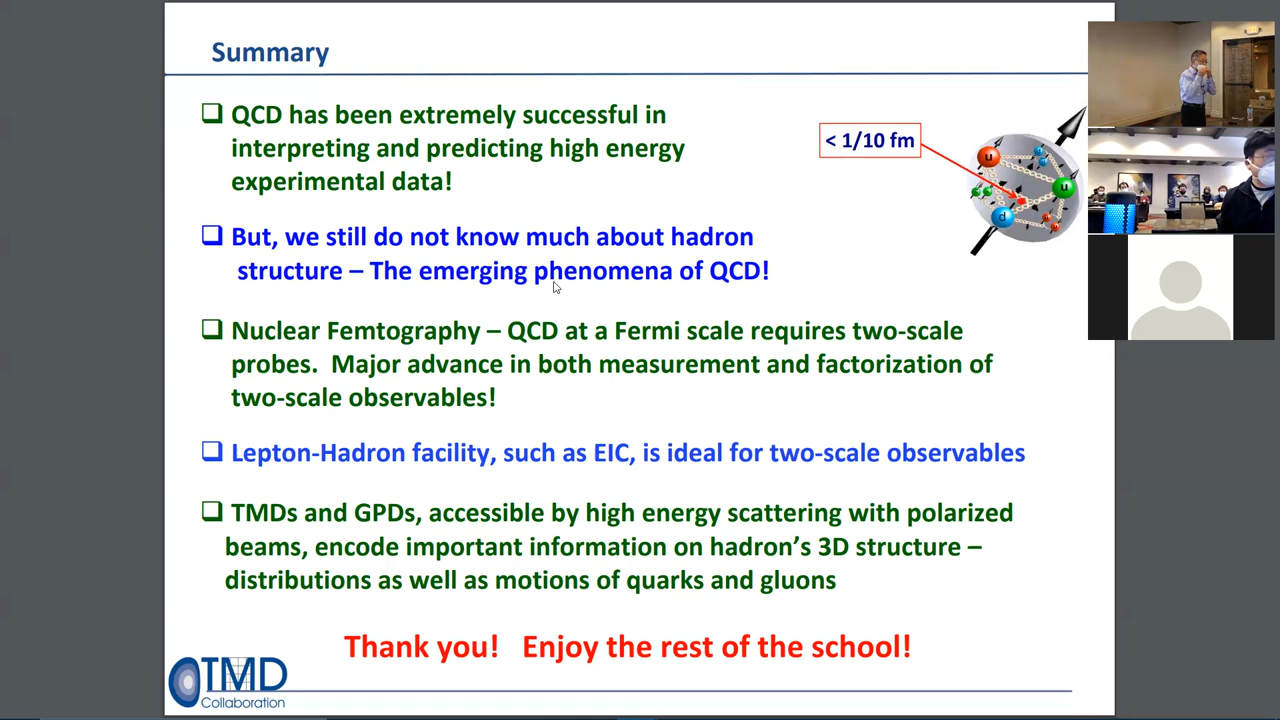 Summary
QCD has been extremely successful in
interpreting and predicting high energy
experimental data!
< 1/10 fm
u
u
d
But, we still do not know much about hadron
structure – The emerging phenomena of QCD!
Nuclear Femtography – QCD at a Fermi scale requires two-scale
probes. Major advance in both measurement and factorization of
two-scale observables!
Lepton-Hadron facility, such as EIC, is ideal for two-scale observables
TMDs and GPDs, accessible by high energy scattering with polarized
beams, encode important information on hadron’s 3D structure –
distributions as well as motions of quarks and gluons
Thank you! Enjoy the rest of the school!
TMD
Collaboration